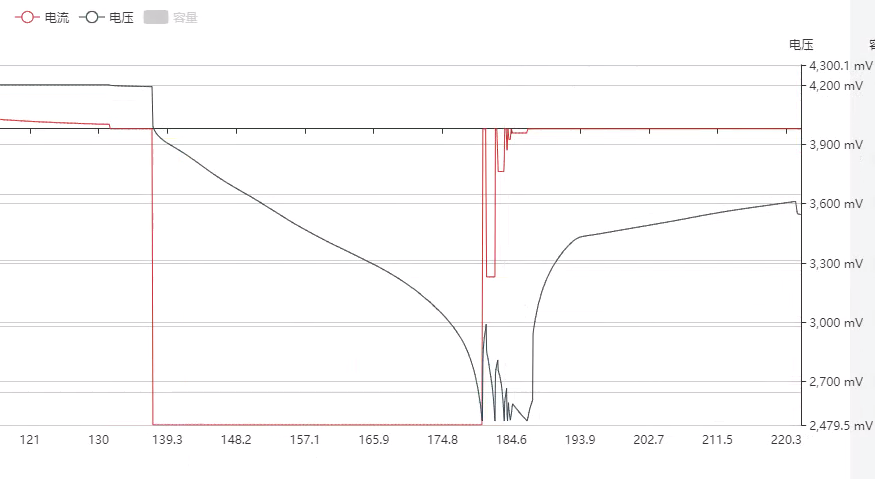 电流 电压 容量
电压
4,300.1 mV
4,200 mV
3,900 mV
3,600 mV
3,300 mV
3,000 mV
2,700 mV
2,479.5 mV
121 130 139.3 148.2 157.1 165.9 174.8 184.6 193.9 202.7 211.5 220.3